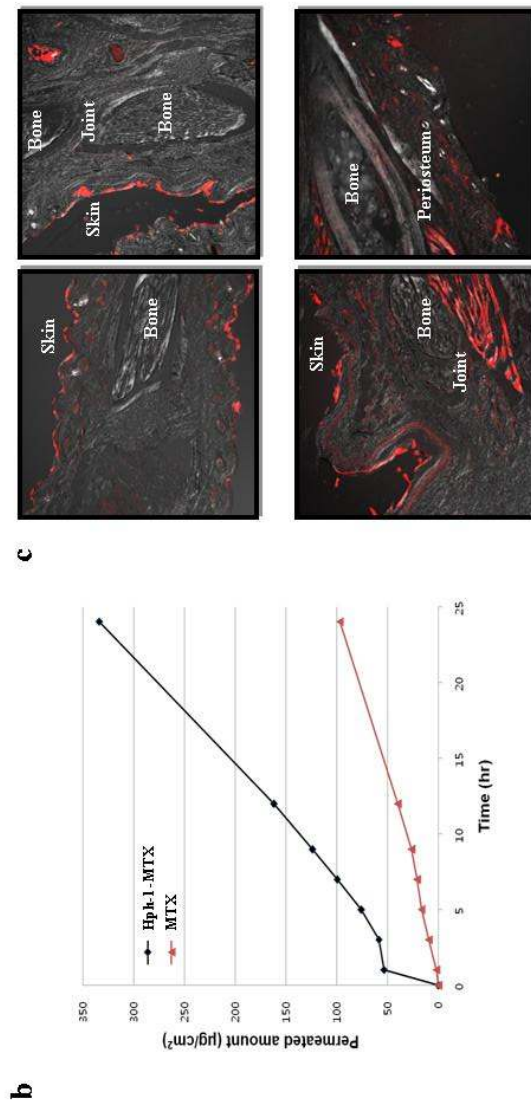 b
350
300
250
200
150
100
50
0
Permeated amount (µg/cm²)
Hph-1-MTX
MTX
0
5
10
15
20
25
Time (hr)
c
Skin
Bone
Bone
Joint
Bone
Skin
Skin
Bone
Joint
Bone
Periosteum